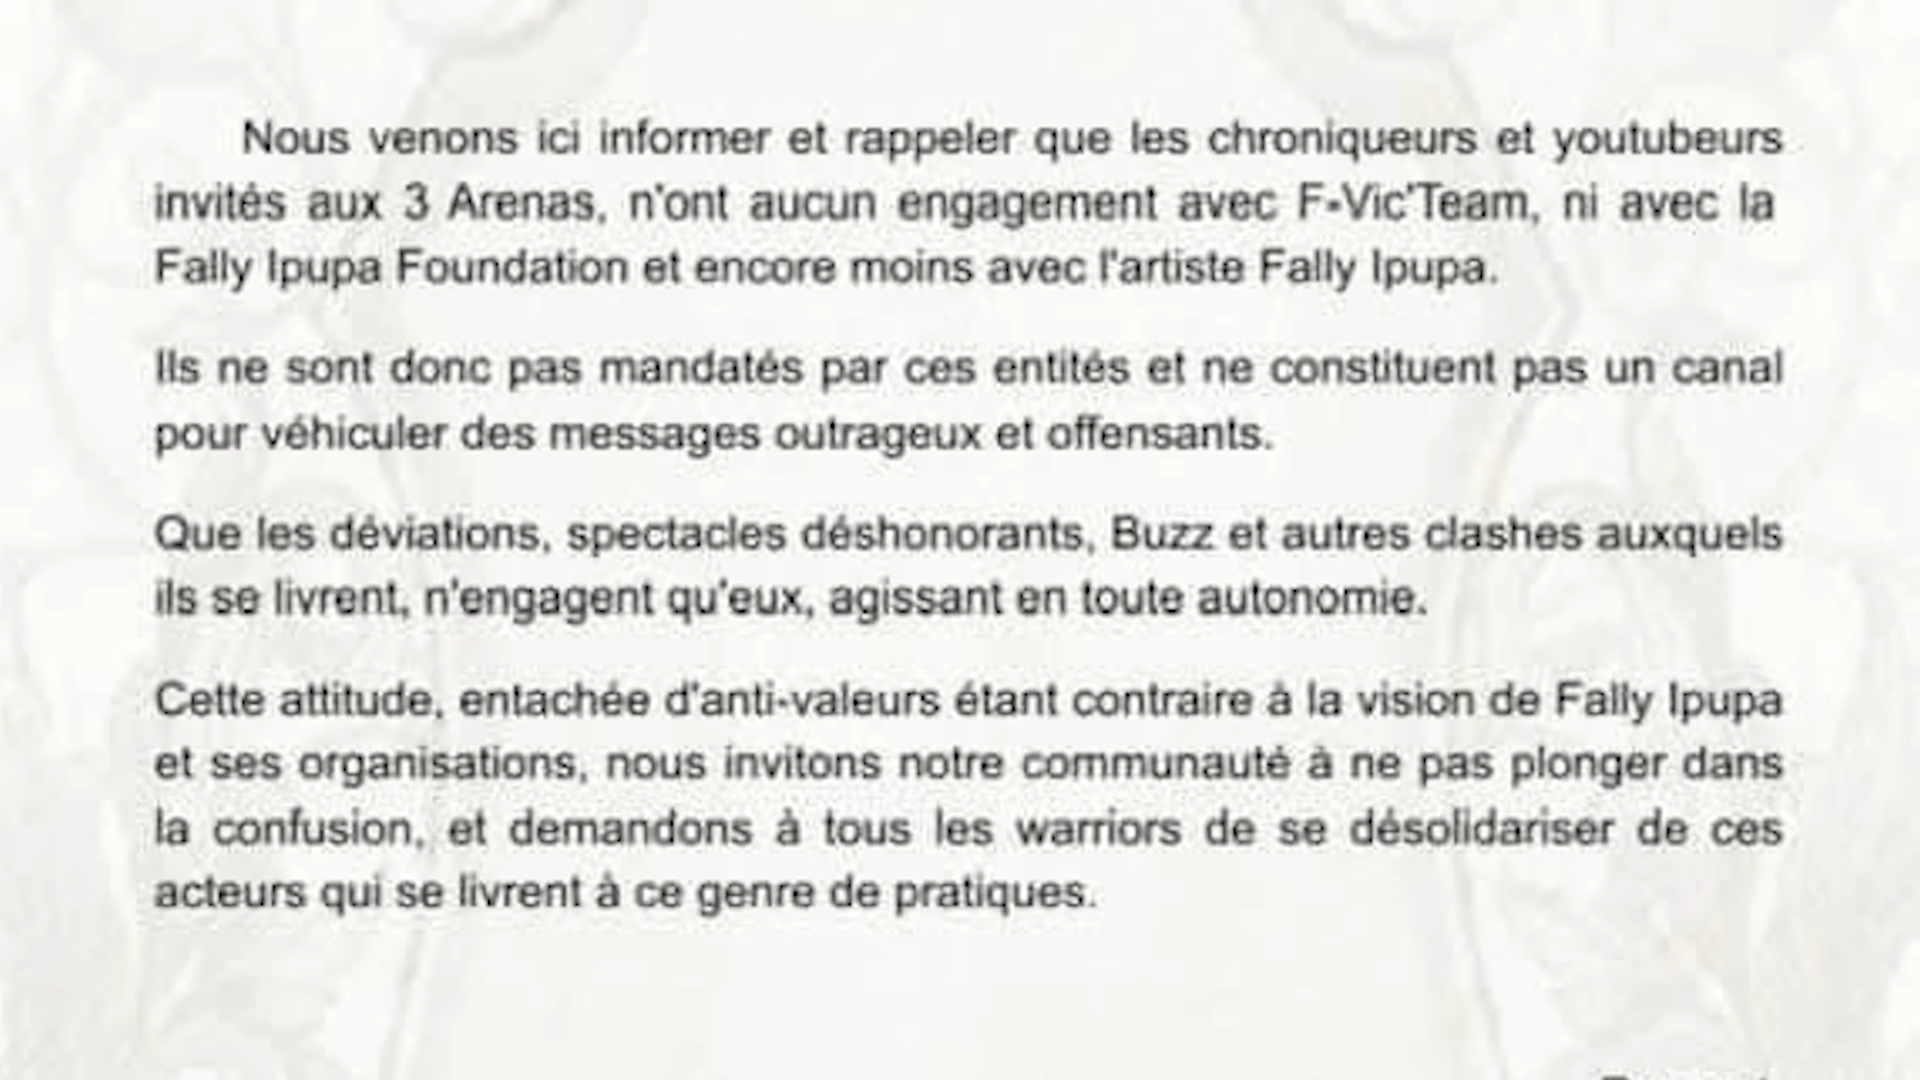 Nous venons ici informer et rappeler que les chroniqueurs et youtubeurs
invités aux 3 Arenas, n'ont aucun engagement avec F-Vic'Team, ni avec la
Fally Ipupa Foundation et encore moins avec l'artiste Fally Ipupa.
Ils ne sont donc pas mandatés par ces entités et ne constituent pas un canal
pour véhiculer des messages outrageux et offensants.
Que les déviations, spectacles déshonorants, Buzz et autres clashes auxquels
ils se livrent, n'engagent qu'eux, agissant en toute autonomie.
Cette attitude, entachée d'anti-valeurs étant contraire à la vision de Fally Ipupa
et ses organisations, nous invitons notre communauté à ne pas plonger dans
la confusion, et demandons à tous les warriors de se désolidariser de ces
acteurs qui se livrent à ce genre de pratiques.